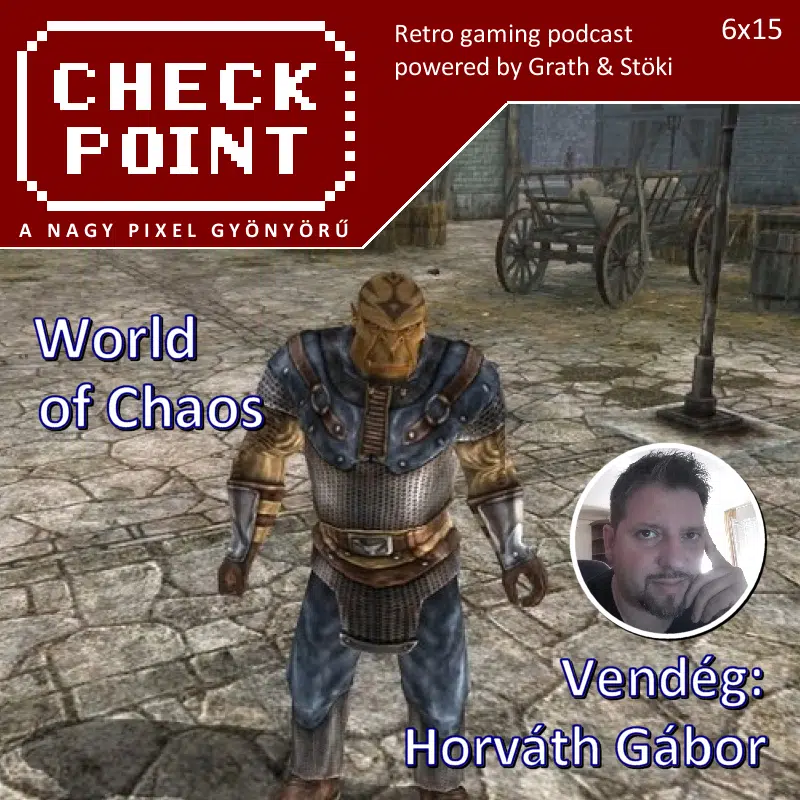 CHECK
POINT
A NAGY PIXEL GYÖNYÖRŰ
Retro gaming podcast
powered by Grath & Stöki
6x15
World
of Chaos
Vendég:
Horváth Gábor